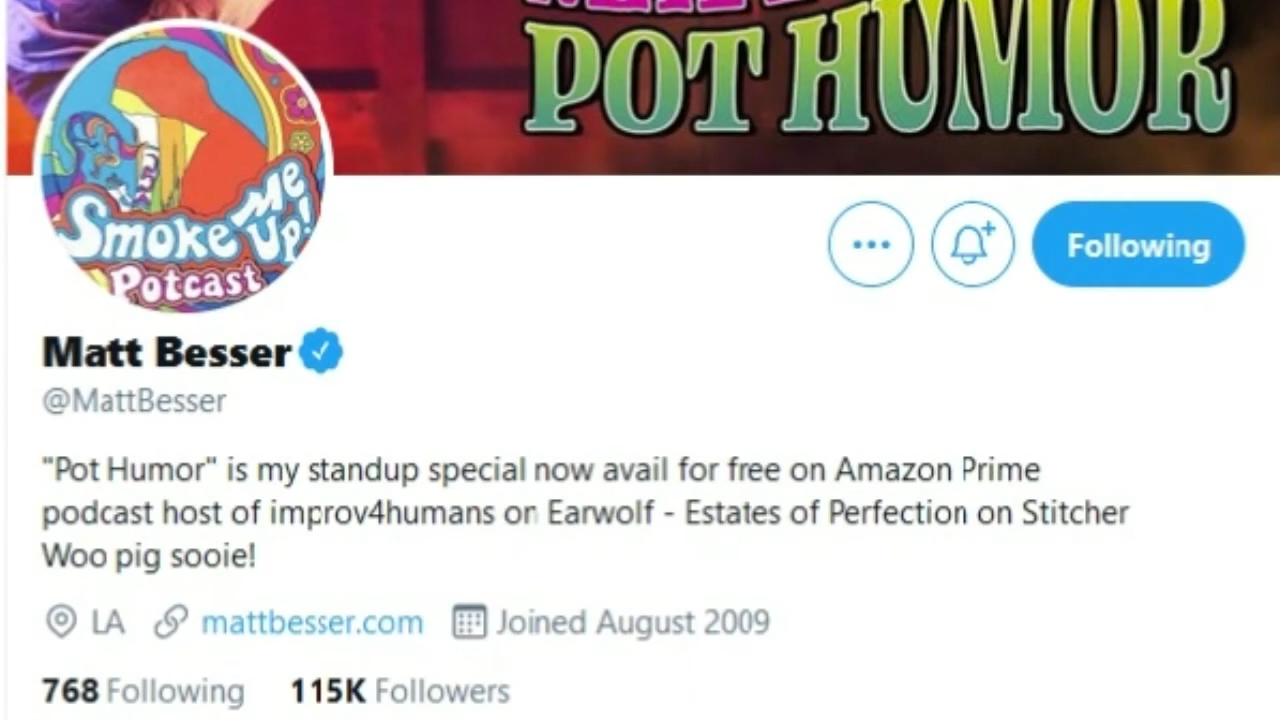 POT HUMOR
Smoke Me Up!
Potcast
Following
Matt Besser
@MattBesser
"Pot Humor" is my standup special now avail for free on Amazon Prime
podcast host of improv4humans on Earwolf - Estates of Perfection on Stitcher
Woo pig sooie!
LA mattbesser.com Joined August 2009
768 Following 115K Followers